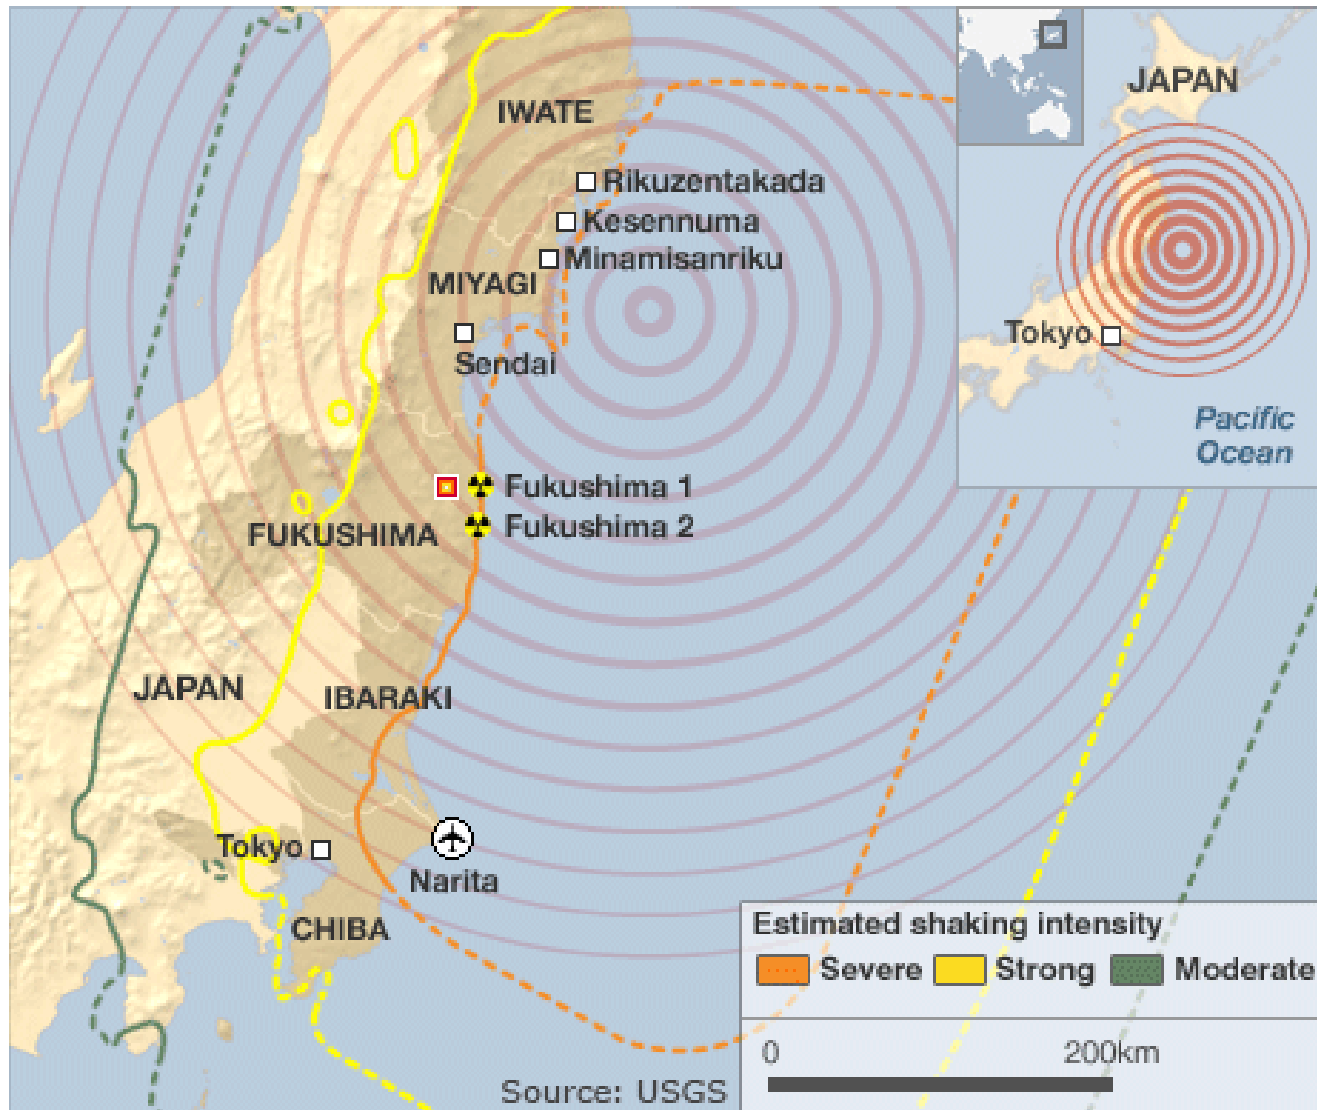 IWATE
Rikuzentakada
Kesennuma
Minamisanriku
MIYAGI
Sendai
Fukushima 1
Fukushima 2
FUKUSHIMA
JAPAN
IBARAKI
Tokyo
Narita
CHIBA
JAPAN
Tokyo
Pacific
Ocean
Estimated shaking intensity
Severe Strong Moderate
0 200km
Source: USGS